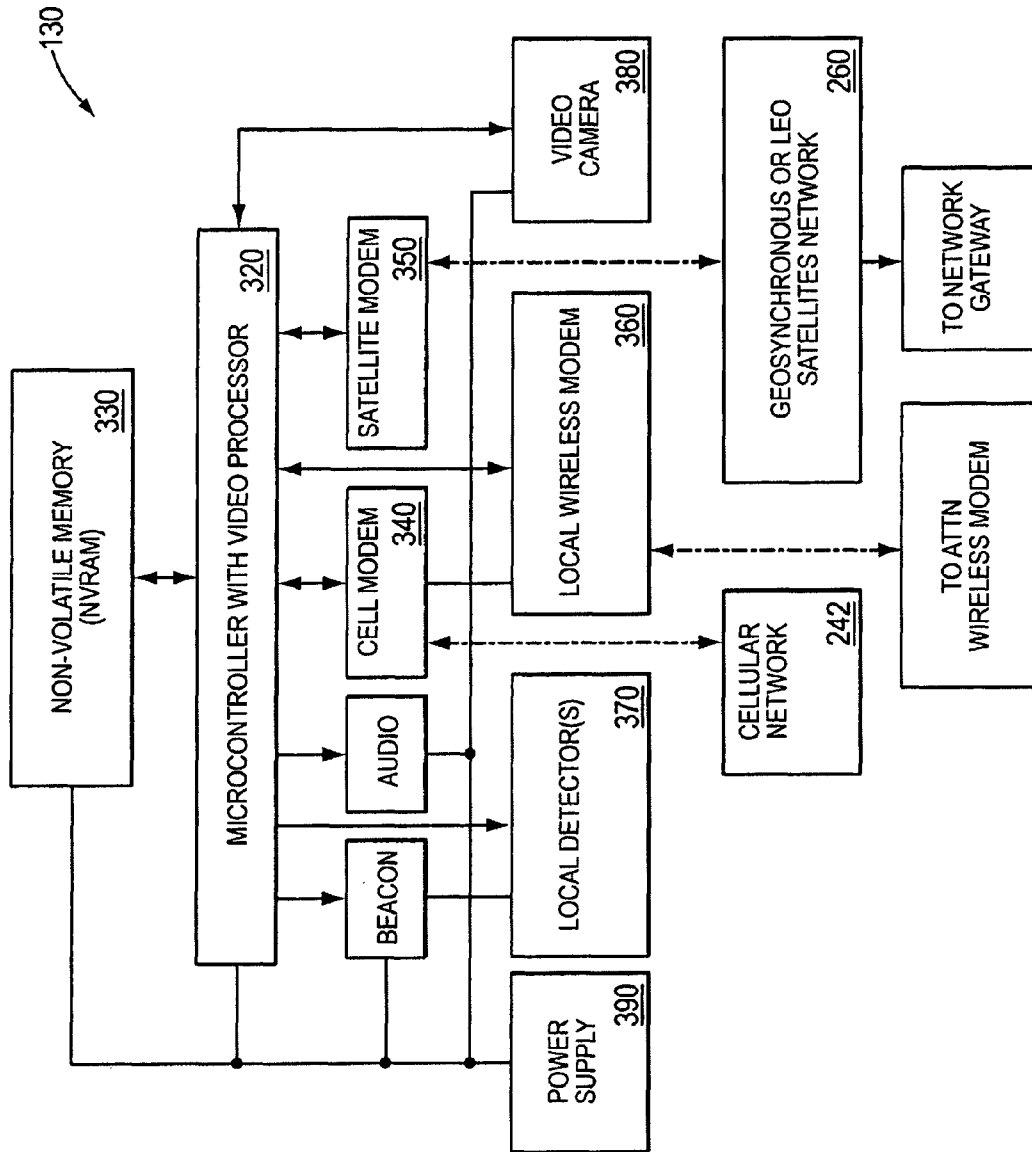 130
NON-VOLATILE MEMORY
(NVRAM)
330
MICROCONTROLLER WITH VIDEO PROCESSOR
320
BEACON
AUDIO
CELL MODEM
340
SATELLITE MODEM
350
POWER
SUPPLY
390
LOCAL DETECTOR(S)
370
LOCAL WIRELESS MODEM
360
VIDEO
CAMERA
380
CELLULAR
NETWORK
242
GEOSYNCHRONOUS OR LEO
SATELLITES NETWORK
260
TO ATTN
WIRELESS MODEM
TO NETWORK
GATEWAY